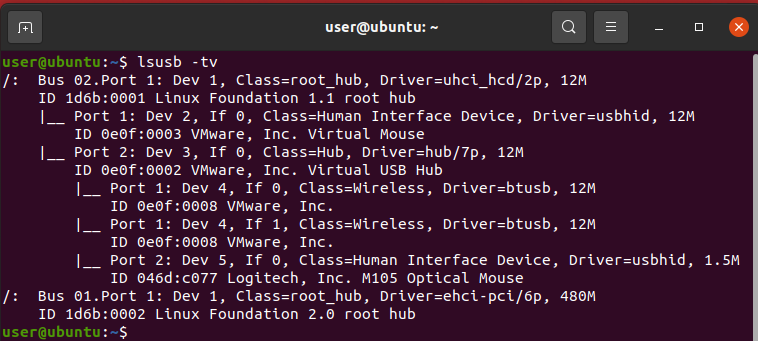 user@ubuntu: ~
user@ubuntu:~$ lsusb -tv
/:  Bus 02.Port 1: Dev 1, Class=root_hub, Driver=uhci_hcd/2p, 12M
    ID 1d6b:0001 Linux Foundation 1.1 root hub
    |__ Port 1: Dev 2, If 0, Class=Human Interface Device, Driver=usbhid, 12M
        ID 0e0f:0003 VMware, Inc. Virtual Mouse
    |__ Port 2: Dev 3, If 0, Class=Hub, Driver=hub/7p, 12M
        ID 0e0f:0002 VMware, Inc. Virtual USB Hub
        |__ Port 1: Dev 4, If 0, Class=Wireless, Driver=btusb, 12M
            ID 0e0f:0008 VMware, Inc.
        |__ Port 1: Dev 4, If 1, Class=Wireless, Driver=btusb, 12M
            ID 0e0f:0008 VMware, Inc.
        |__ Port 2: Dev 5, If 0, Class=Human Interface Device, Driver=usbhid, 1.5M
            ID 046d:c077 Logitech, Inc. M105 Optical Mouse
/:  Bus 01.Port 1: Dev 1, Class=root_hub, Driver=ehci-pci/6p, 480M
    ID 1d6b:0002 Linux Foundation 2.0 root hub
user@ubuntu:~$